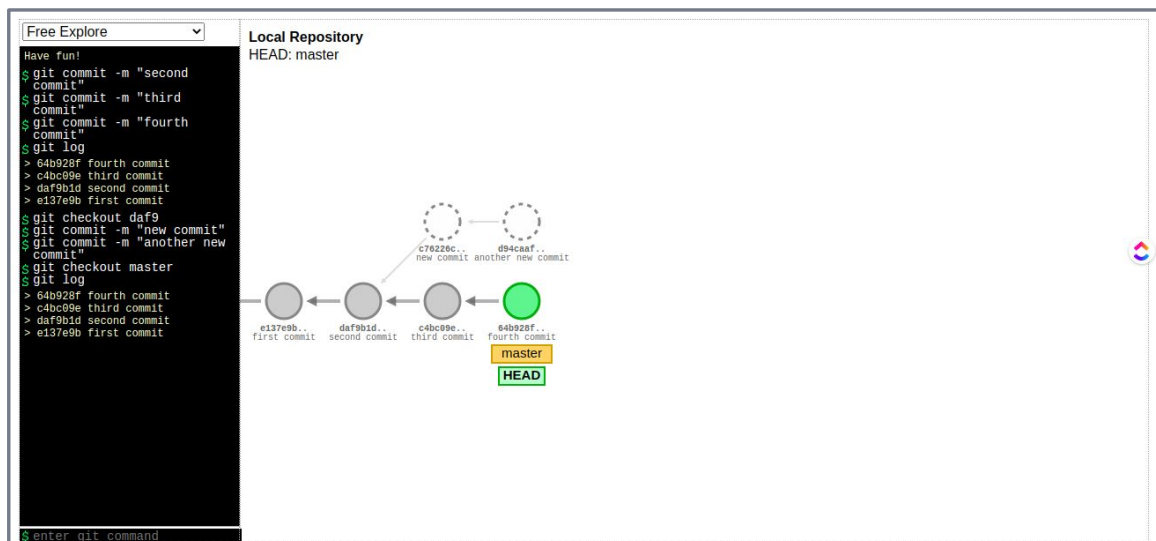 Free Explore
Have fun!
$ git commit -m "second
commit"
$ git commit -m "third
commit"
$ git commit -m "fourth
commit"
$ git log
> 64b928f fourth commit
> c4bc09e third commit
> daf9b1d second commit
> e137e9b first commit
$ git checkout daf9
$ git commit -m "new commit"
$ git commit -m "another new
commit"
$ git checkout master
$ git log
> 64b928f fourth commit
> c4bc09e third commit
> daf9b1d second commit
> e137e9b first commit
$ enter git command
Local Repository
HEAD: master
c76226c.. d94caaf..
new commit another new commit
e137e9b.. daf9b1d.. c4bc09e.. 64b928f..
first commit second commit third commit fourth commit
master
HEAD